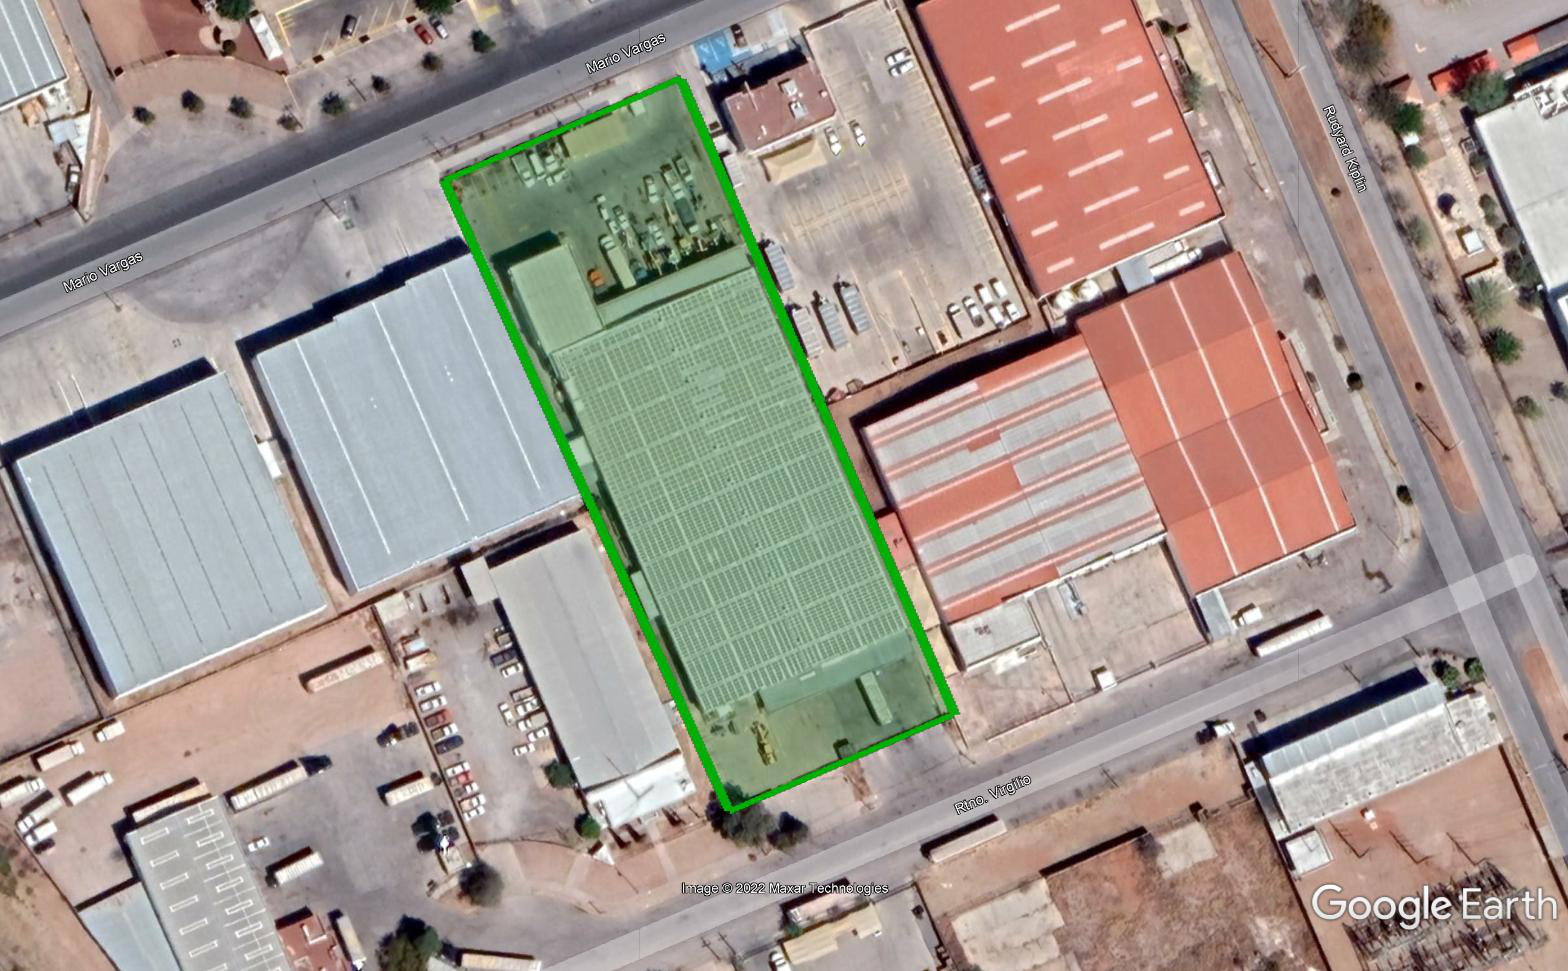 Mario Vargas
Rudyard Kiplin
Mario Vargas
Rtno. Virgilio
Image © 2022 Maxar Technologies
Google Earth